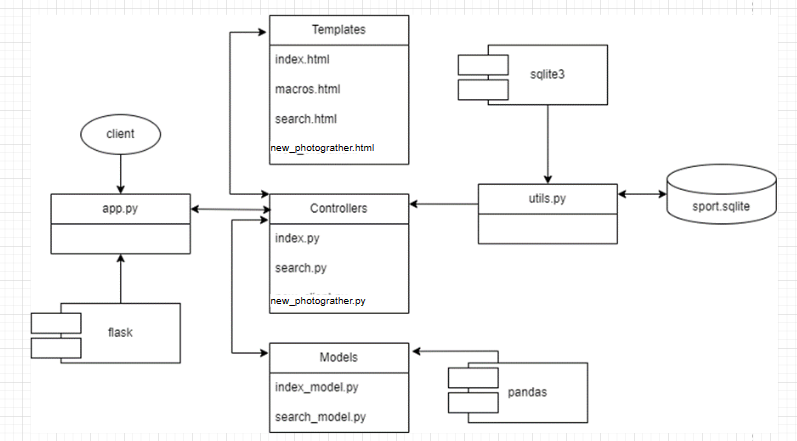 Templates
index.html
macros.html
search.html
new_photograther.html
sqlite3
client
app.py
Controllers
index.py
search.py
new_photograther.py
utils.py
sport.sqlite
flask
Models
index_model.py
search_model.py
pandas